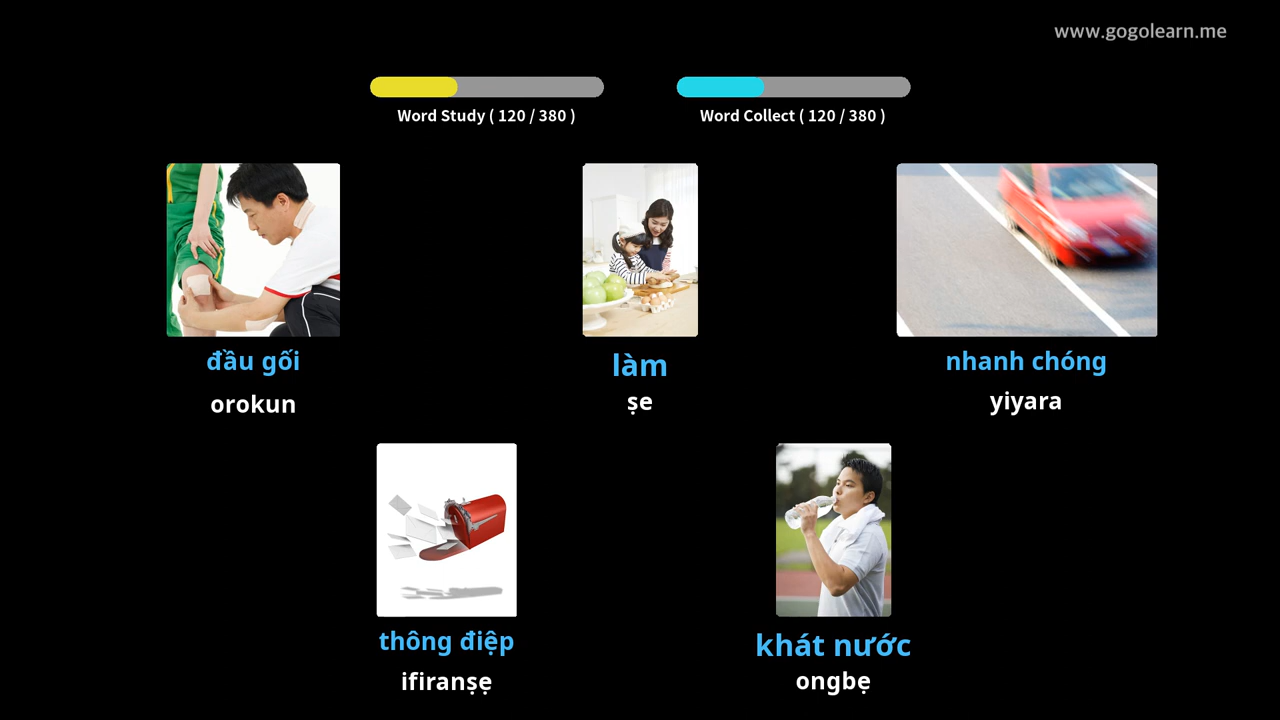 www.gogolearn.me
Word Study ( 120 / 380 )
Word Collect ( 120 / 380 )
đầu gối
làm
nhanh chóng
orokun
ṣe
yiyara
thông điệp
khát nước
ifiranṣẹ
ongbẹ